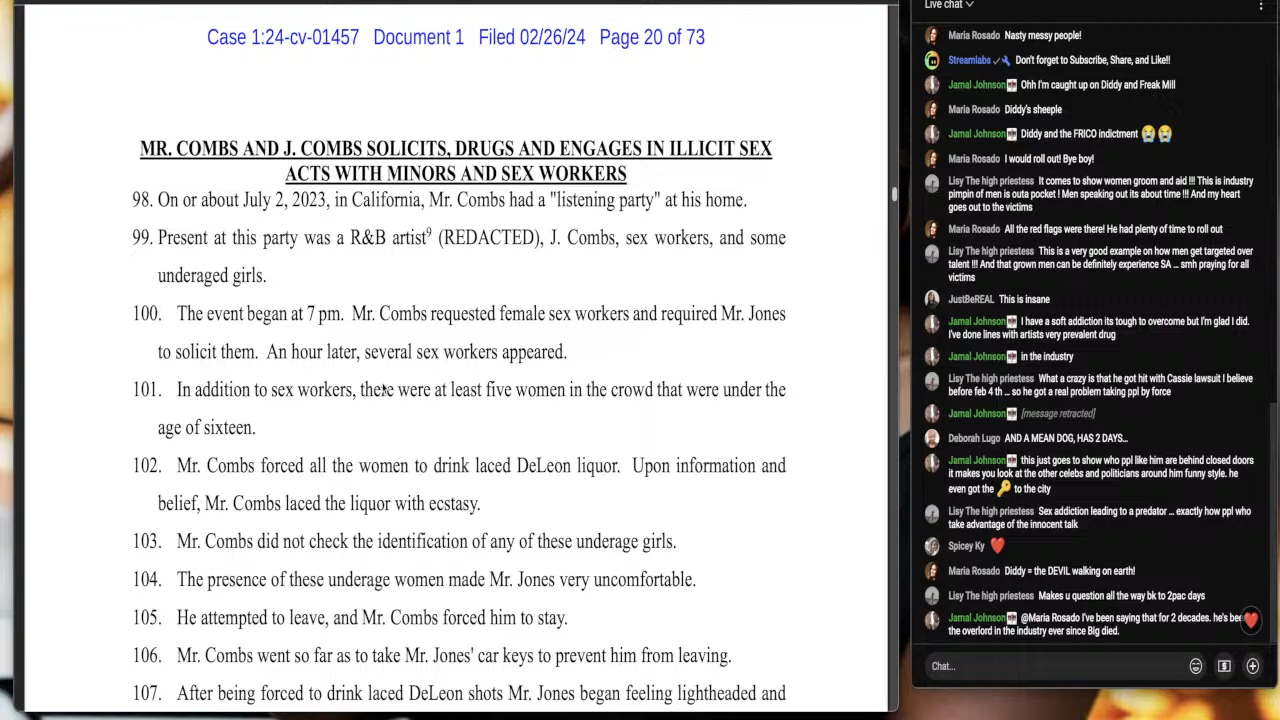 Case 1:24-cv-01457 Document 1 Filed 02/26/24 Page 20 of 73
MR. COMBS AND J. COMBS SOLICITS, DRUGS AND ENGAGES IN ILLICIT SEX
ACTS WITH MINORS AND SEX WORKERS
98. On or about July 2, 2023, in California, Mr. Combs had a "listening party" at his home.
99. Present at this party was a R&B artist⁹ (REDACTED), J. Combs, sex workers, and some
underaged girls.
100. The event began at 7 pm. Mr. Combs requested female sex workers and required Mr. Jones
to solicit them. An hour later, several sex workers appeared.
101. In addition to sex workers, there were at least five women in the crowd that were under the
age of sixteen.
102. Mr. Combs forced all the women to drink laced DeLeon liquor. Upon information and
belief, Mr. Combs laced the liquor with ecstasy.
103. Mr. Combs did not check the identification of any of these underage girls.
104. The presence of these underage women made Mr. Jones very uncomfortable.
105. He attempted to leave, and Mr. Combs forced him to stay.
106. Mr. Combs went so far as to take Mr. Jones' car keys to prevent him from leaving.
107. After being forced to drink laced DeLeon shots Mr. Jones began feeling lightheaded and
Live chat
Maria Rosado Nasty messy people!
Streamlabs Don't forget to Subscribe, Share, and Like!!
Jamal Johnson Ohh I'm caught up on Diddy and Freak Mill
Maria Rosado Diddy's sheeple
Jamal Johnson Diddy and the FRICO indictment 😭 😭
Maria Rosado I would roll out! Bye boy!
Lisy The high priestess It comes to show women groom and aid !!! This is industry
pimpin of men is outa pocket ! Men speaking out its about time !!! And my heart
goes out to the victims
Maria Rosado All the red flags were there! He had plenty of time to roll out
Lisy The high priestess This is a very good example on how men get targeted over
talent !!! And that grown men can be definitely experience SA ... smh praying for all
victims
JustBeREAL This is insane
Jamal Johnson I have a soft addiction its tough to overcome but I'm glad I did.
I've done lines with artists very prevalent drug
Jamal Johnson in the industry
Lisy The high priestess What a crazy is that he got hit with Cassie lawsuit I believe
before feb 4 th ... so he got a real problem taking ppl by force
Jamal Johnson [message retracted]
Deborah Lugo AND A MEAN DOG, HAS 2 DAYS...
Jamal Johnson this just goes to show who ppl like him are behind closed doors
it makes you look at the other celebs and politicians around him funny style. he
even got the 🔑 to the city
Lisy The high priestess Sex addiction leading to a predator ... exactly how ppl who
take advantage of the innocent talk
Spicey Ky ❤️
Maria Rosado Diddy = the DEVIL walking on earth!
Lisy The high priestess Makes u question all the way bk to 2pac days
Jamal Johnson @Maria Rosado I've been saying that for 2 decades. he's
the overlord in the industry ever since Big died.
Chat...